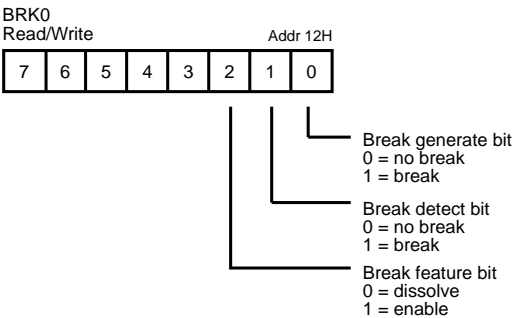 BRK0
Read/Write Addr 12H
7 6 5 4 3 2 1 0
Break generate bit
0 = no break
1 = break
Break detect bit
0 = no break
1 = break
Break feature bit
0 = dissolve
1 = enable